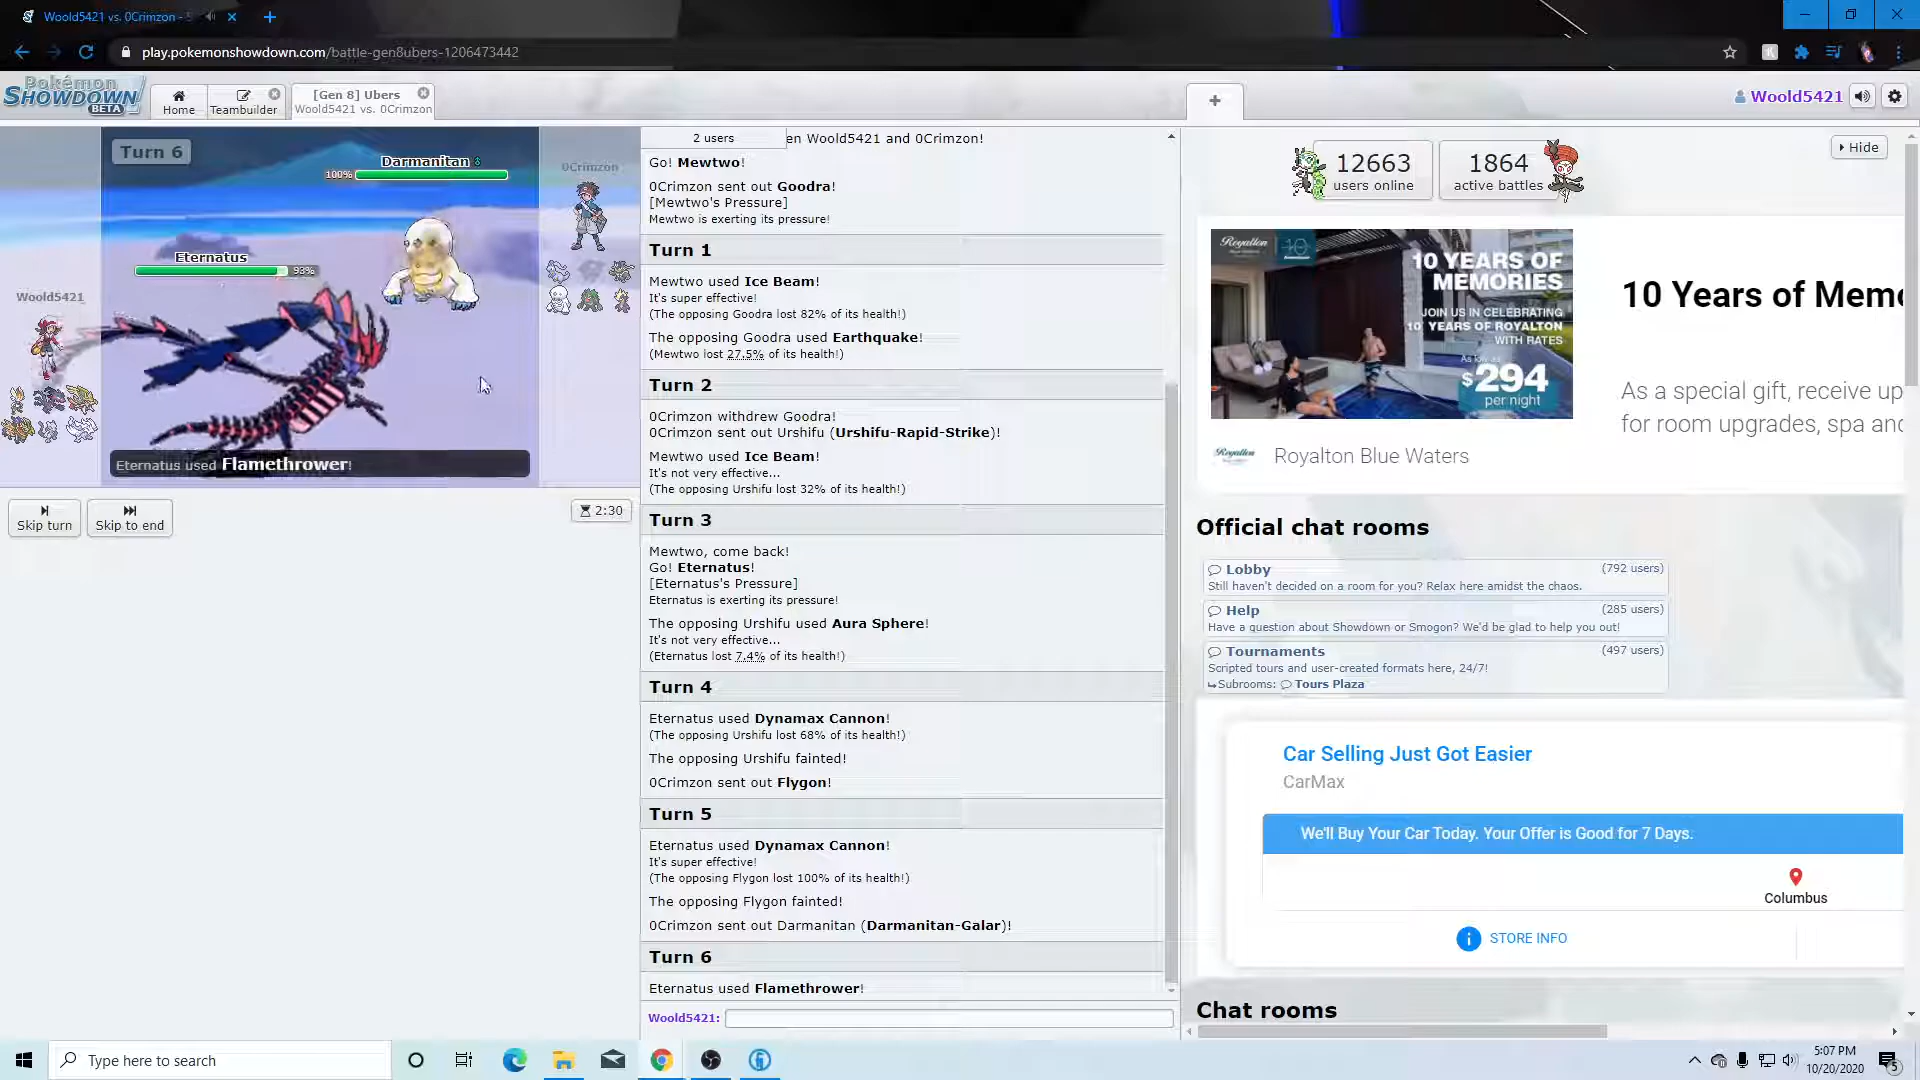 Woold5421 vs. 0Crimzon -
play.pokemonshowdown.com/battle-gen8ubers-1206473442
Pokémon
SHOWDOWN
BETA
Home
Teambuilder
[Gen 8] Ubers
Woold5421 vs. 0Crimzon
+
Woold5421
Turn 6
Darmanitan
100%
Eternatus
93%
0Crimzon
Woold5421
Eternatus used Flamethrower!
Skip turn
Skip to end
2:30
2 users
en Woold5421 and 0Crimzon!
Go! Mewtwo!
0Crimzon sent out Goodra!
[Mewtwo's Pressure]
Mewtwo is exerting its pressure!
Turn 1
Mewtwo used Ice Beam!
It's super effective!
(The opposing Goodra lost 82% of its health!)
The opposing Goodra used Earthquake!
(Mewtwo lost 27.5% of its health!)
Turn 2
0Crimzon withdrew Goodra!
0Crimzon sent out Urshifu (Urshifu-Rapid-Strike)!
Mewtwo used Ice Beam!
It's not very effective...
(The opposing Urshifu lost 32% of its health!)
Turn 3
Mewtwo, come back!
Go! Eternatus!
[Eternatus's Pressure]
Eternatus is exerting its pressure!
The opposing Urshifu used Aura Sphere!
It's not very effective...
(Eternatus lost 7.4% of its health!)
Turn 4
Eternatus used Dynamax Cannon!
(The opposing Urshifu lost 68% of its health!)
The opposing Urshifu fainted!
0Crimzon sent out Flygon!
Turn 5
Eternatus used Dynamax Cannon!
It's super effective!
(The opposing Flygon lost 100% of its health!)
The opposing Flygon fainted!
0Crimzon sent out Darmanitan (Darmanitan-Galar)!
Turn 6
Eternatus used Flamethrower!
Woold5421:
12663
users online
1864
active battles
Hide
Royalton
10 YEARS OF
MEMORIES
JOIN US IN CELEBRATING
10 YEARS OF ROYALTON
WITH RATES
As low as
$294
per night
10 Years of Memo
As a special gift, receive up
for room upgrades, spa and
Royalton
Royalton Blue Waters
Official chat rooms
Lobby
(792 users)
Still haven't decided on a room for you? Relax here amidst the chaos.
Help
(285 users)
Have a question about Showdown or Smogon? We'd be glad to help you out!
Tournaments
(497 users)
Scripted tours and user-created formats here, 24/7!
Subrooms: Tours Plaza
Car Selling Just Got Easier
CarMax
We'll Buy Your Car Today. Your Offer is Good for 7 Days.
Columbus
STORE INFO
Chat rooms
Type here to search
5:07 PM
10/20/2020
5